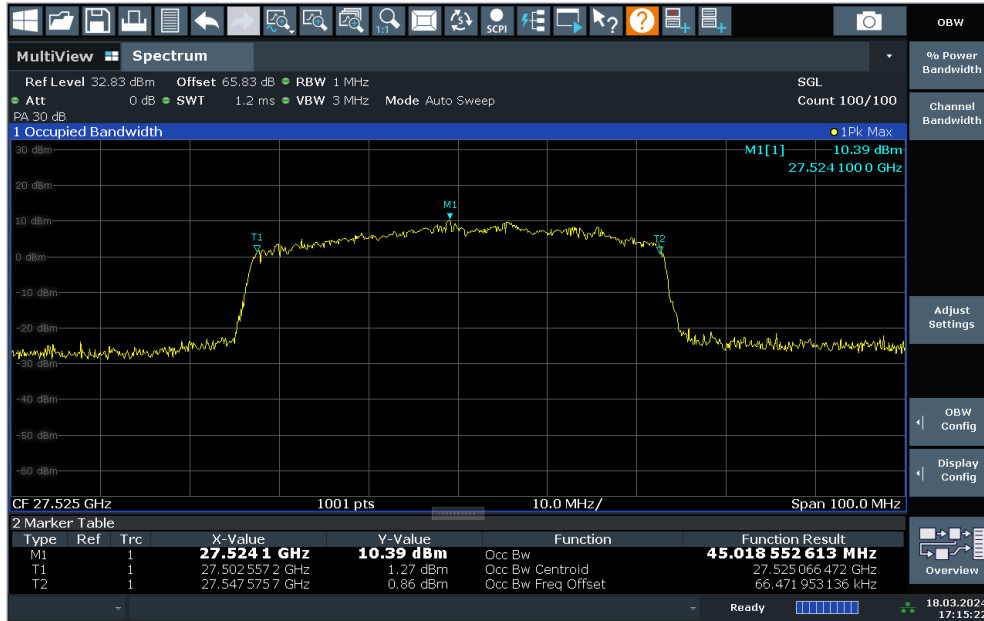 1:1
SCPI
OBW
MultiView Spectrum
Ref Level 32.83 dBm Offset 65.83 dB RBW 1 MHz SGL
Att 0 dB SWT 1.2 ms VBW 3 MHz Mode Auto Sweep Count 100/100
PA 30 dB
1 Occupied Bandwidth 1Pk Max
M1[1] 10.39 dBm
27.524 100 0 GHz
30 dBm
20 dBm
10 dBm
0 dBm
-10 dBm
-20 dBm
-30 dBm
-40 dBm
-50 dBm
-60 dBm
M1
T1
T2
CF 27.525 GHz 1001 pts 10.0 MHz/ Span 100.0 MHz
2 Marker Table
Type Ref Trc X-Value Y-Value Function Function Result
M1 1 27.524 1 GHz 10.39 dBm Occ Bw 45.018 552 613 MHz
T1 1 27.502 557 2 GHz 1.27 dBm Occ Bw Centroid 27.525 066 472 GHz
T2 1 27.547 575 7 GHz 0.86 dBm Occ Bw Freq Offset 66.471 953 136 kHz
Ready
18.03.2024
17:15:22
% Power
Bandwidth
Channel
Bandwidth
Adjust
Settings
OBW
Config
Display
Config
Overview